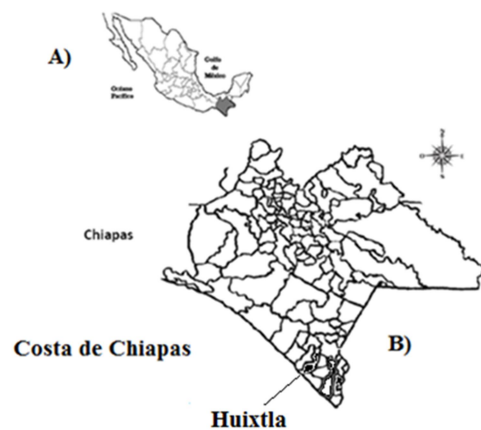 A)
Golfo
de
México
Océano
Pacífico
Chiapas
B)
Costa de Chiapas
Huixtla